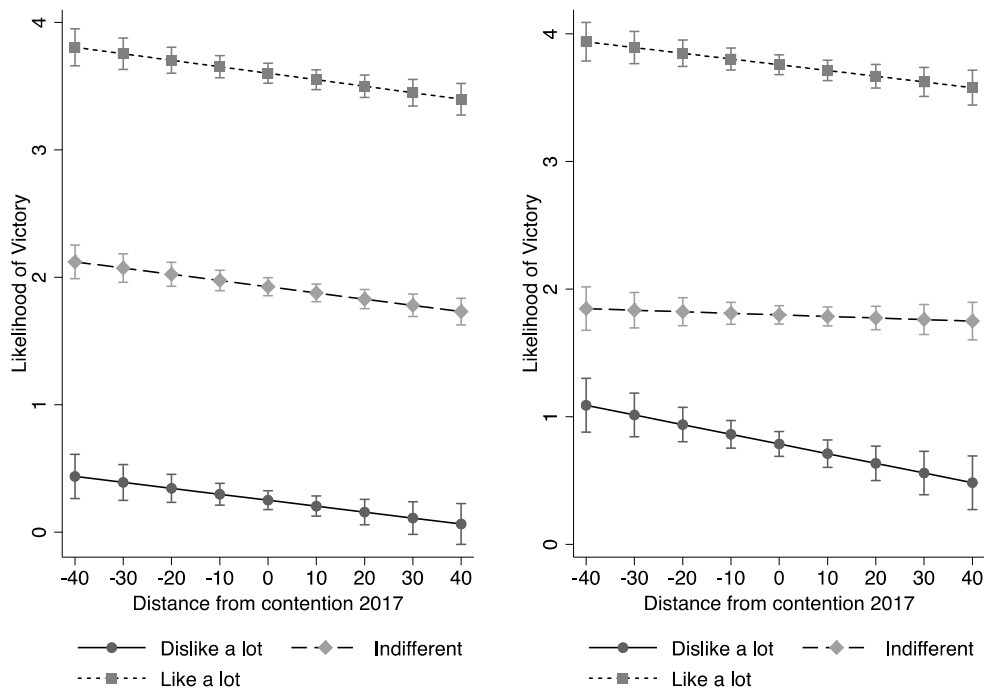 4
3
2
1
0
Likelihood of Victory
-40 -30 -20 -10 0 10 20 30 40
Distance from contention 2017
Dislike a lot Indifferent
Like a lot
4
3
2
1
0
Likelihood of Victory
-40 -30 -20 -10 0 10 20 30 40
Distance from contention 2017
Dislike a lot Indifferent
Like a lot